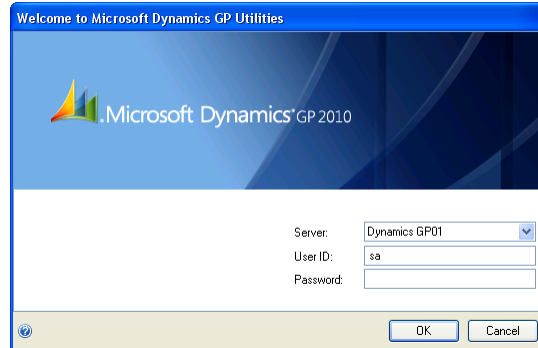 Welcome to Microsoft Dynamics GP Utilities
Microsoft Dynamics® GP 2010
Server: Dynamics GP01
User ID: sa
Password:
OK Cancel